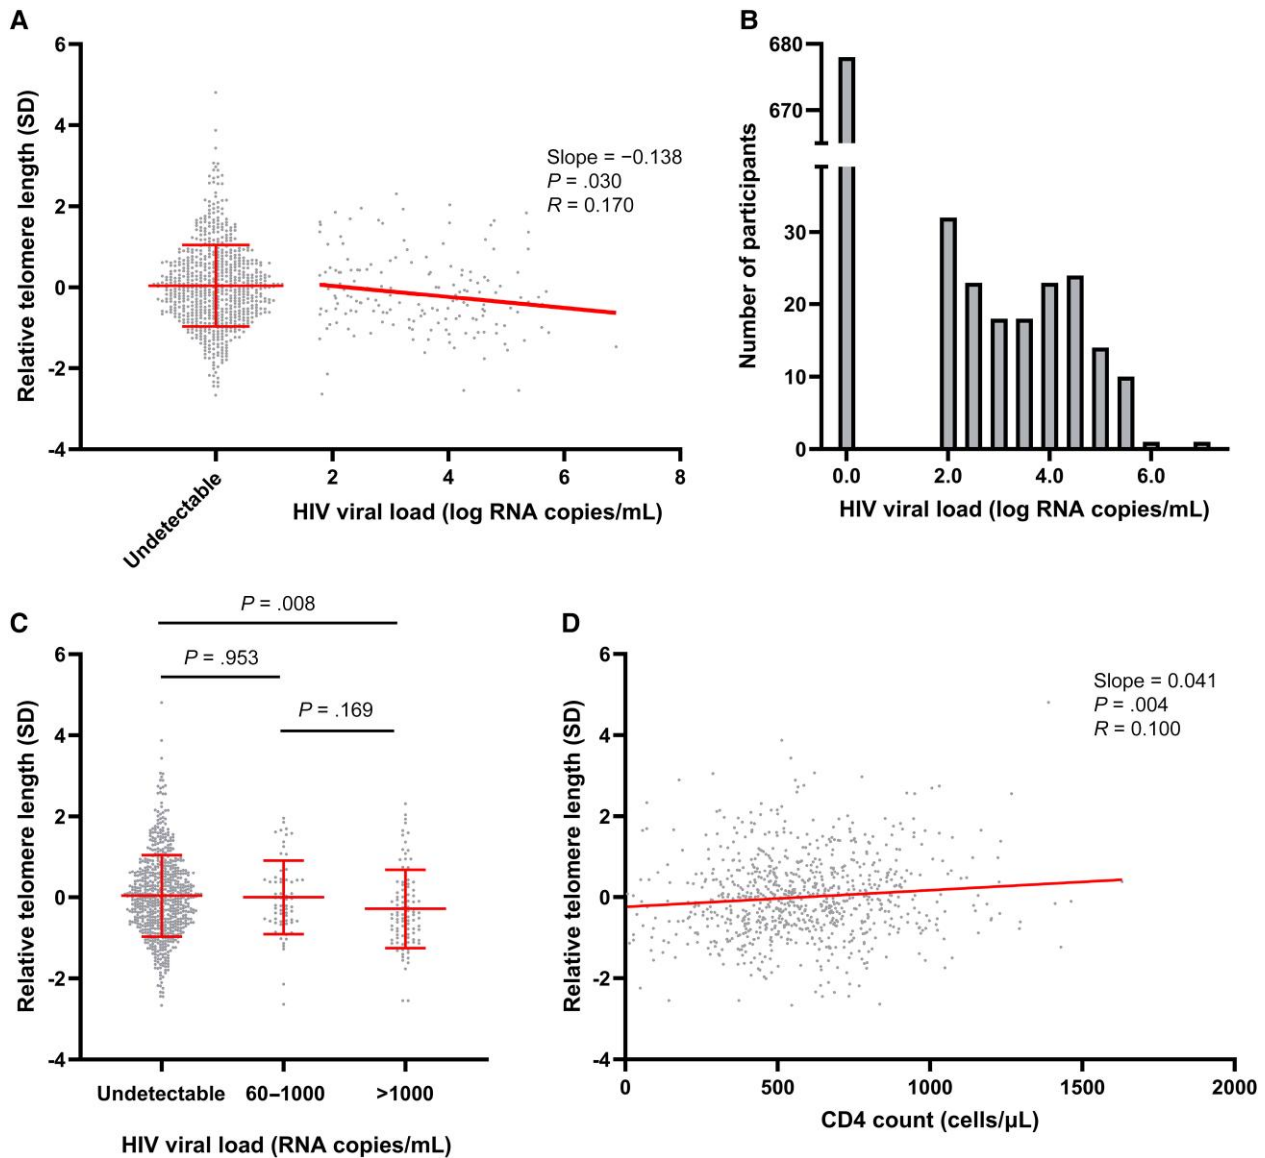 A
6
4
2
0
-2
-4
Relative telomere length (SD)
Slope = −0.138
P = .030
R = 0.170
Undetectable
2
4
6
8
HIV viral load (log RNA copies/mL)
B
680
670
30
20
10
0
Number of participants
0.0
2.0
4.0
6.0
HIV viral load (log RNA copies/mL)
C
P = .008
P = .953
P = .169
6
4
2
0
-2
-4
Relative telomere length (SD)
Undetectable
60–1000
>1000
HIV viral load (RNA copies/mL)
D
6
4
2
0
-2
-4
Relative telomere length (SD)
Slope = 0.041
P = .004
R = 0.100
0
500
1000
1500
2000
CD4 count (cells/µL)